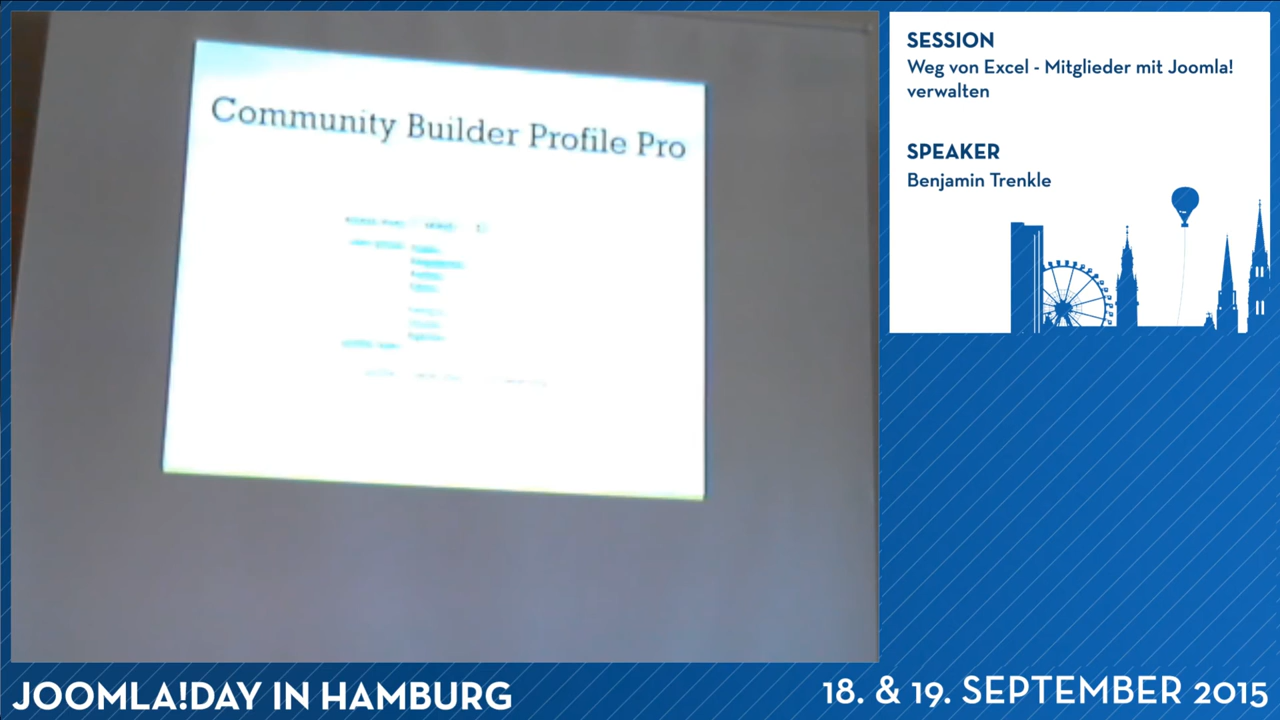 Community Builder Profile Pro
SESSION
Weg von Excel - Mitglieder mit Joomla!
verwalten
SPEAKER
Benjamin Trenkle
JOOMLA!DAY IN HAMBURG
18. & 19. SEPTEMBER 2015